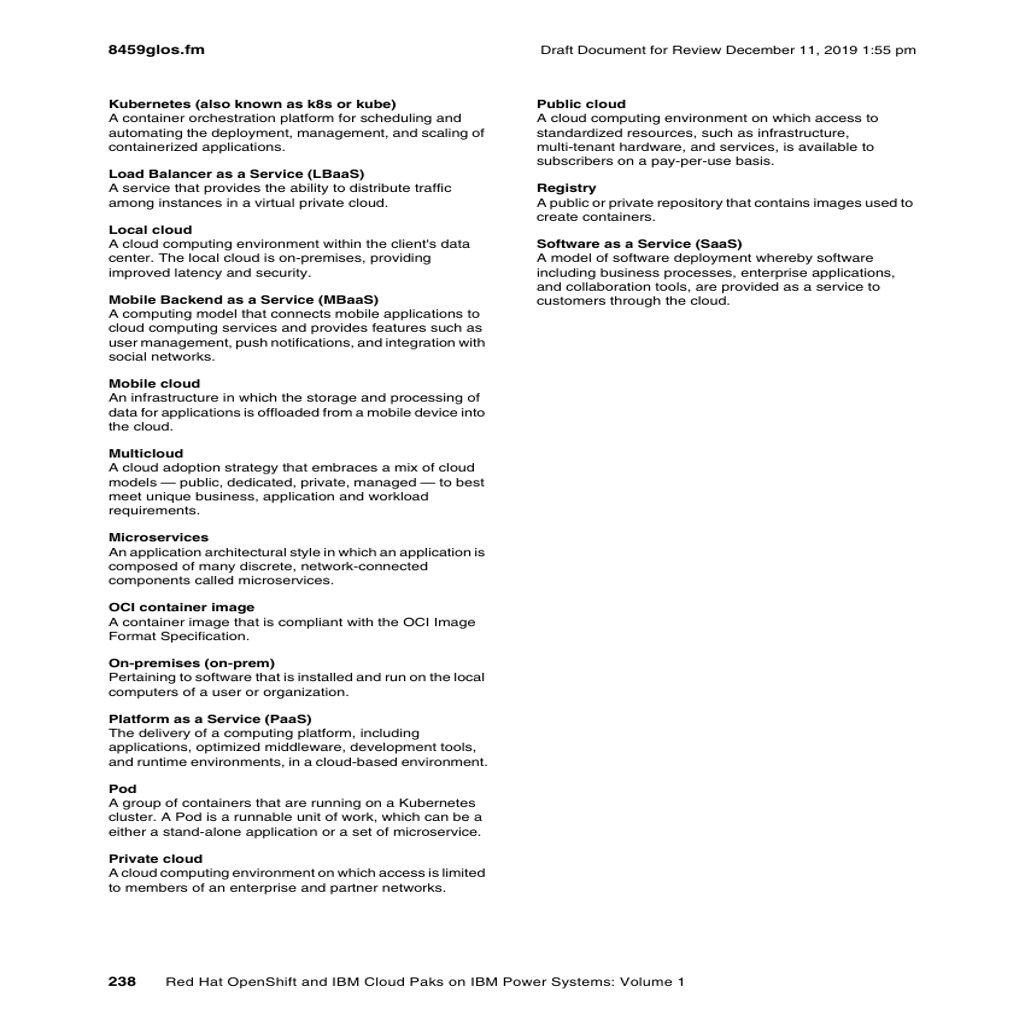 8459glos.fm
Draft Document for Review December 11, 2019 1:55 pm
Kubernetes (also known as k8s or kube)
A container orchestration platform for scheduling and
automating the deployment, management, and scaling of
containerized applications.
Load Balancer as a Service (LBaaS)
A service that provides the ability to distribute traffic
among instances in a virtual private cloud.
Local cloud
A cloud computing environment within the client's data
center. The local cloud is on-premises, providing
improved latency and security.
Mobile Backend as a Service (MBaaS)
A computing model that connects mobile applications to
cloud computing services and provides features such as
user management, push notifications, and integration with
social networks.
Mobile cloud
An infrastructure in which the storage and processing of
data for applications is offloaded from a mobile device into
the cloud.
Multicloud
A cloud adoption strategy that embraces a mix of cloud
models — public, dedicated, private, managed — to best
meet unique business, application and workload
requirements.
Microservices
An application architectural style in which an application is
composed of many discrete, network-connected
components called microservices.
OCI container image
A container image that is compliant with the OCI Image
Format Specification.
On-premises (on-prem)
Pertaining to software that is installed and run on the local
computers of a user or organization.
Platform as a Service (PaaS)
The delivery of a computing platform, including
applications, optimized middleware, development tools,
and runtime environments, in a cloud-based environment.
Pod
A group of containers that are running on a Kubernetes
cluster. A Pod is a runnable unit of work, which can be a
either a stand-alone application or a set of microservice.
Private cloud
A cloud computing environment on which access is limited
to members of an enterprise and partner networks.
Public cloud
A cloud computing environment on which access to
standardized resources, such as infrastructure,
multi-tenant hardware, and services, is available to
subscribers on a pay-per-use basis.
Registry
A public or private repository that contains images used to
create containers.
Software as a Service (SaaS)
A model of software deployment whereby software
including business processes, enterprise applications,
and collaboration tools, are provided as a service to
customers through the cloud.
238 Red Hat OpenShift and IBM Cloud Paks on IBM Power Systems: Volume 1